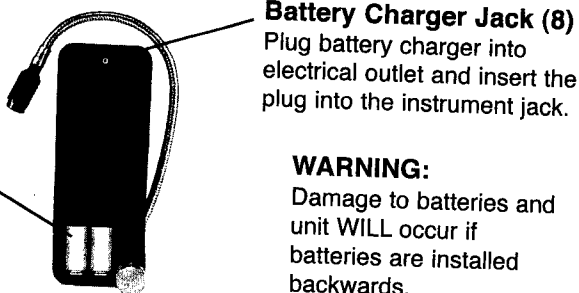 Battery Charger Jack (8)
Plug battery charger into
electrical outlet and insert the
plug into the instrument jack.
WARNING:
Damage to batteries and
unit WILL occur if
batteries are installed
backwards.